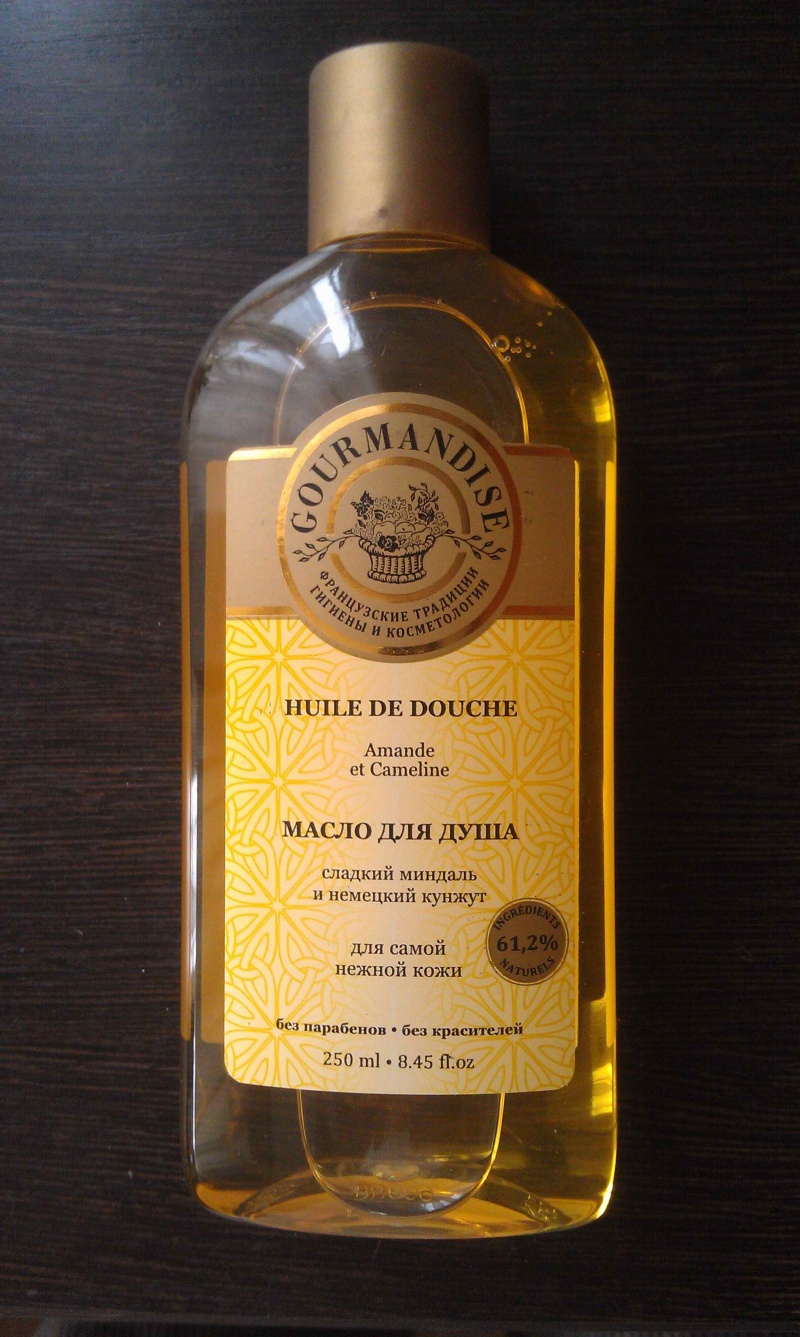 GOURMANDISE
ФРАНЦУЗСКИЕ ТРАДИЦИИ
ГИГИЕНЫ И КОСМЕТОЛОГИИ
HUILE DE DOUCHE
Amande
et Cameline
МАСЛО ДЛЯ ДУША
сладкий миндаль
и немецкий кунжут
INGRÉDIENTS
61,2%
NATURELS
для самой
нежной кожи
без парабенов • без красителей
250 ml • 8.45 fl.oz